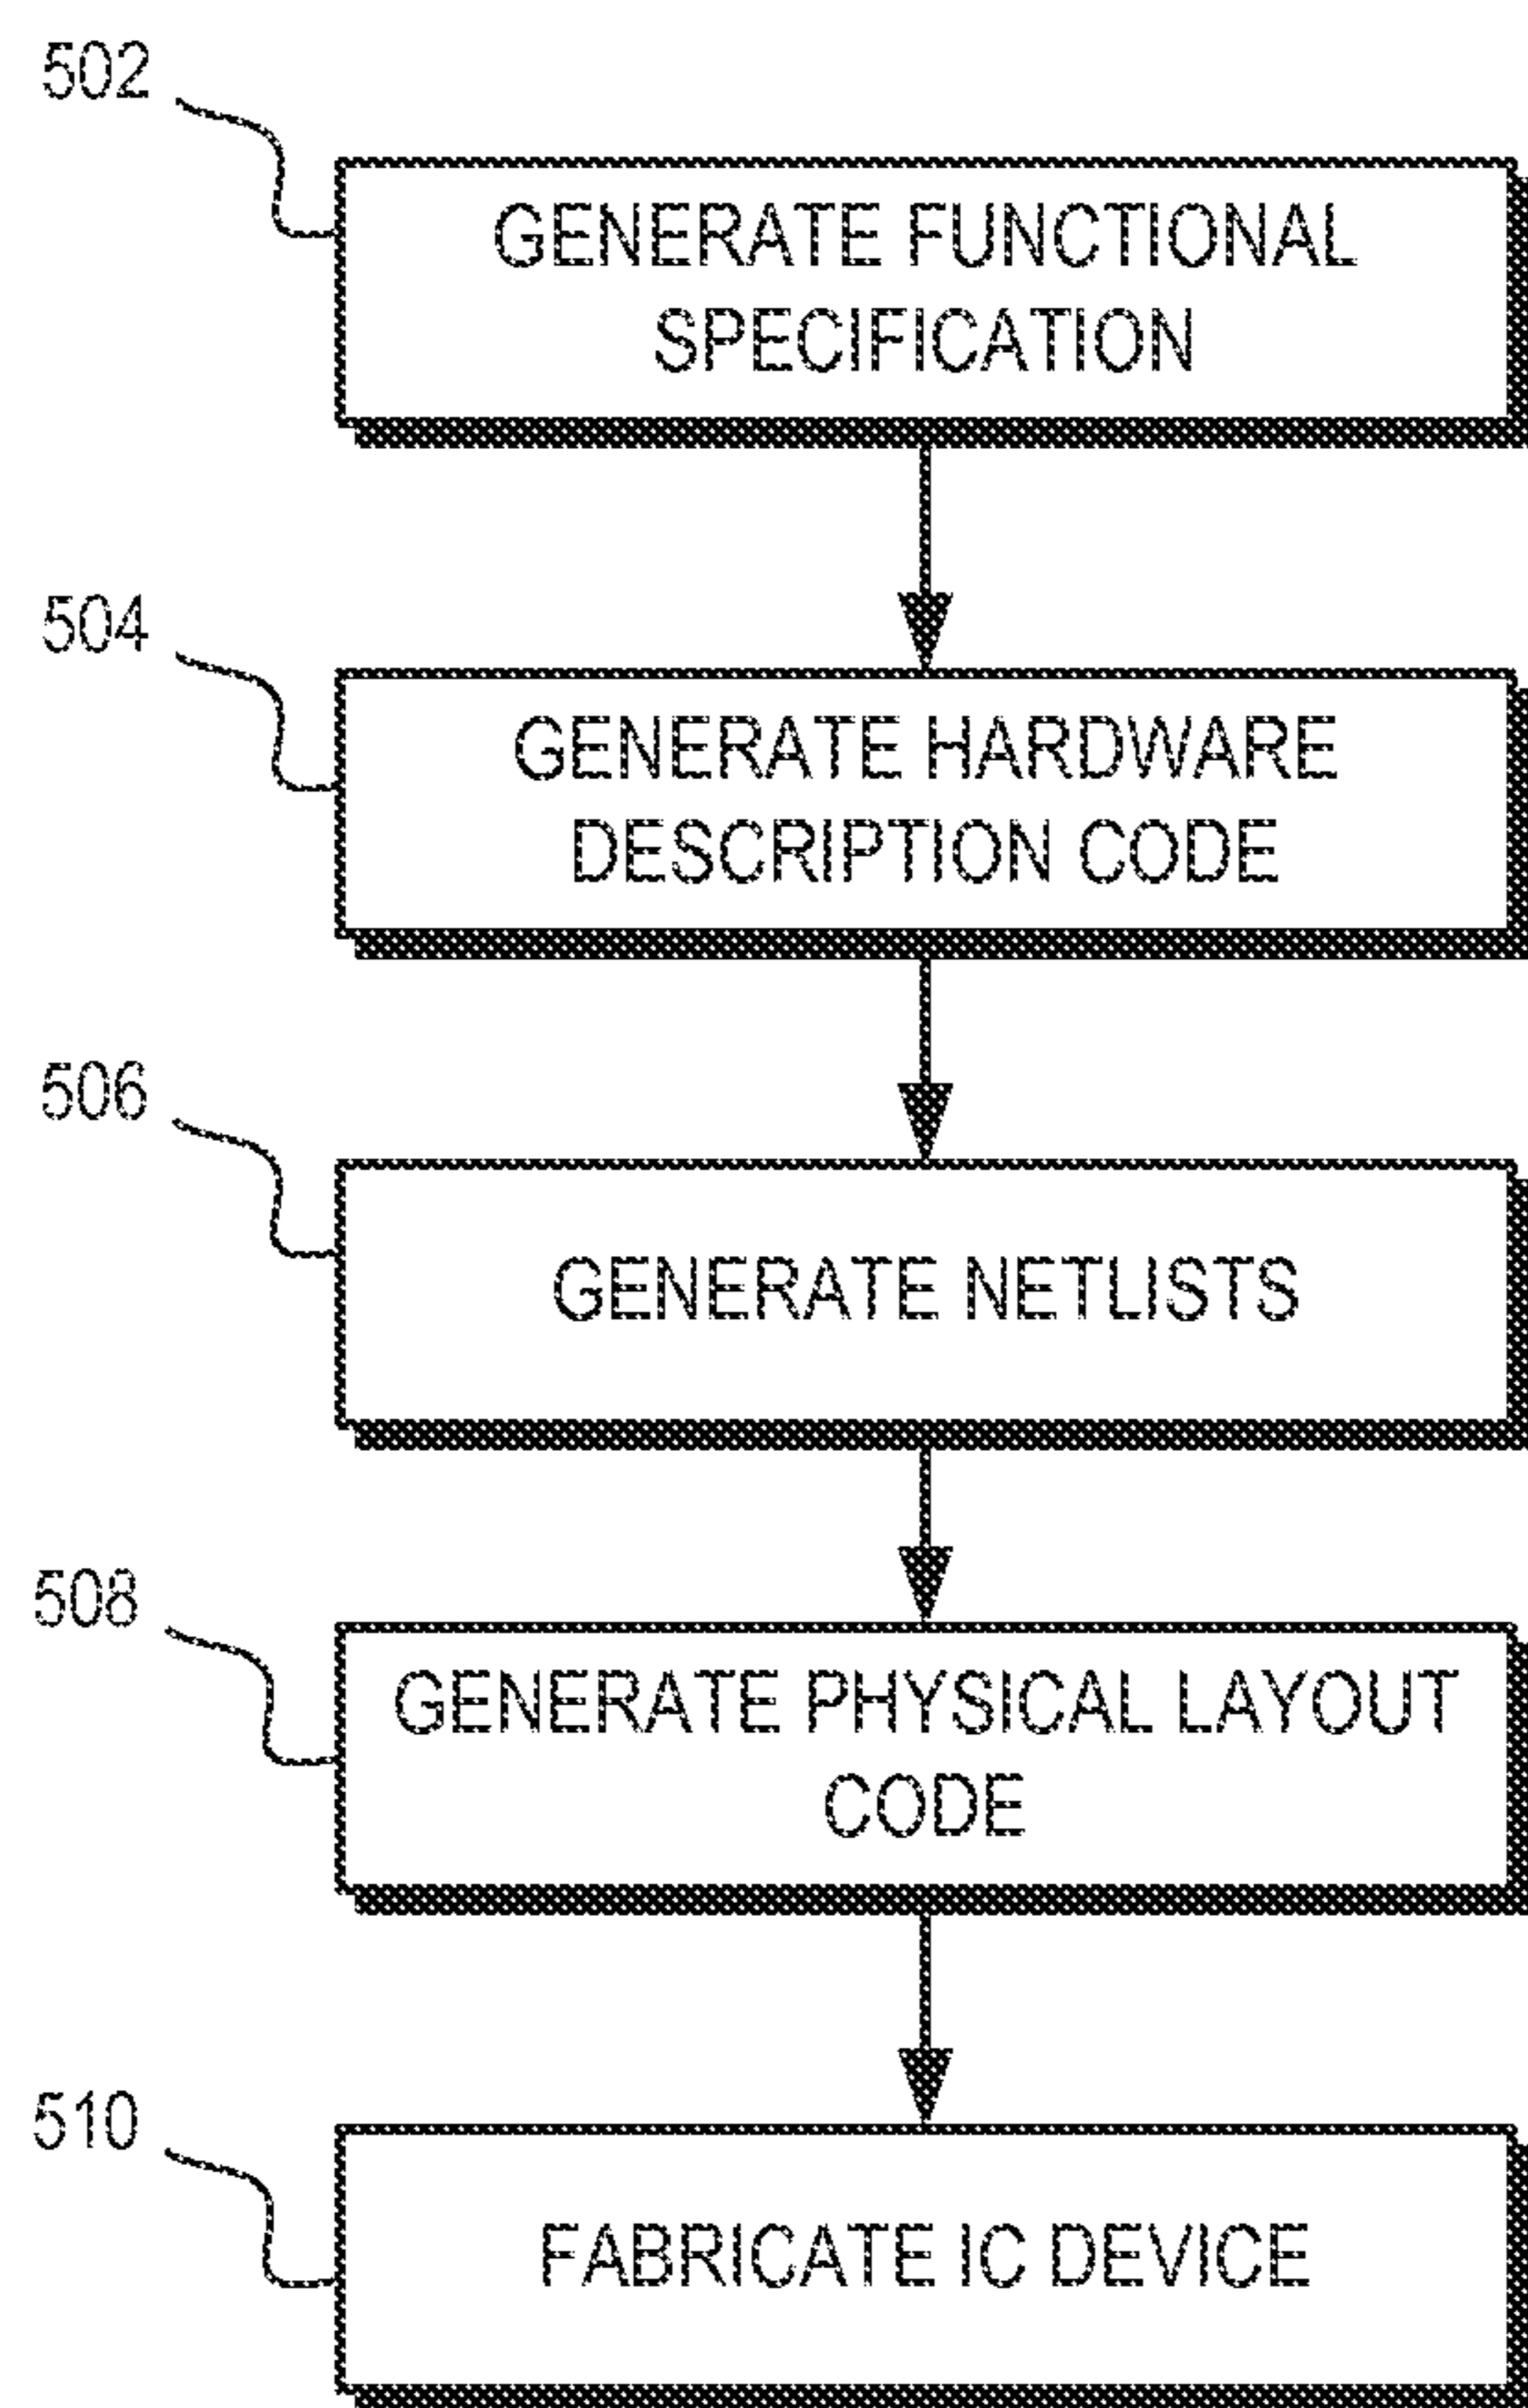 502
GENERATE FUNCTIONAL
SPECIFICATION
504
GENERATE HARDWARE
DESCRIPTION CODE
506
GENERATE NETLISTS
508
GENERATE PHYSICAL LAYOUT
CODE
510
FABRICATE IC DEVICE